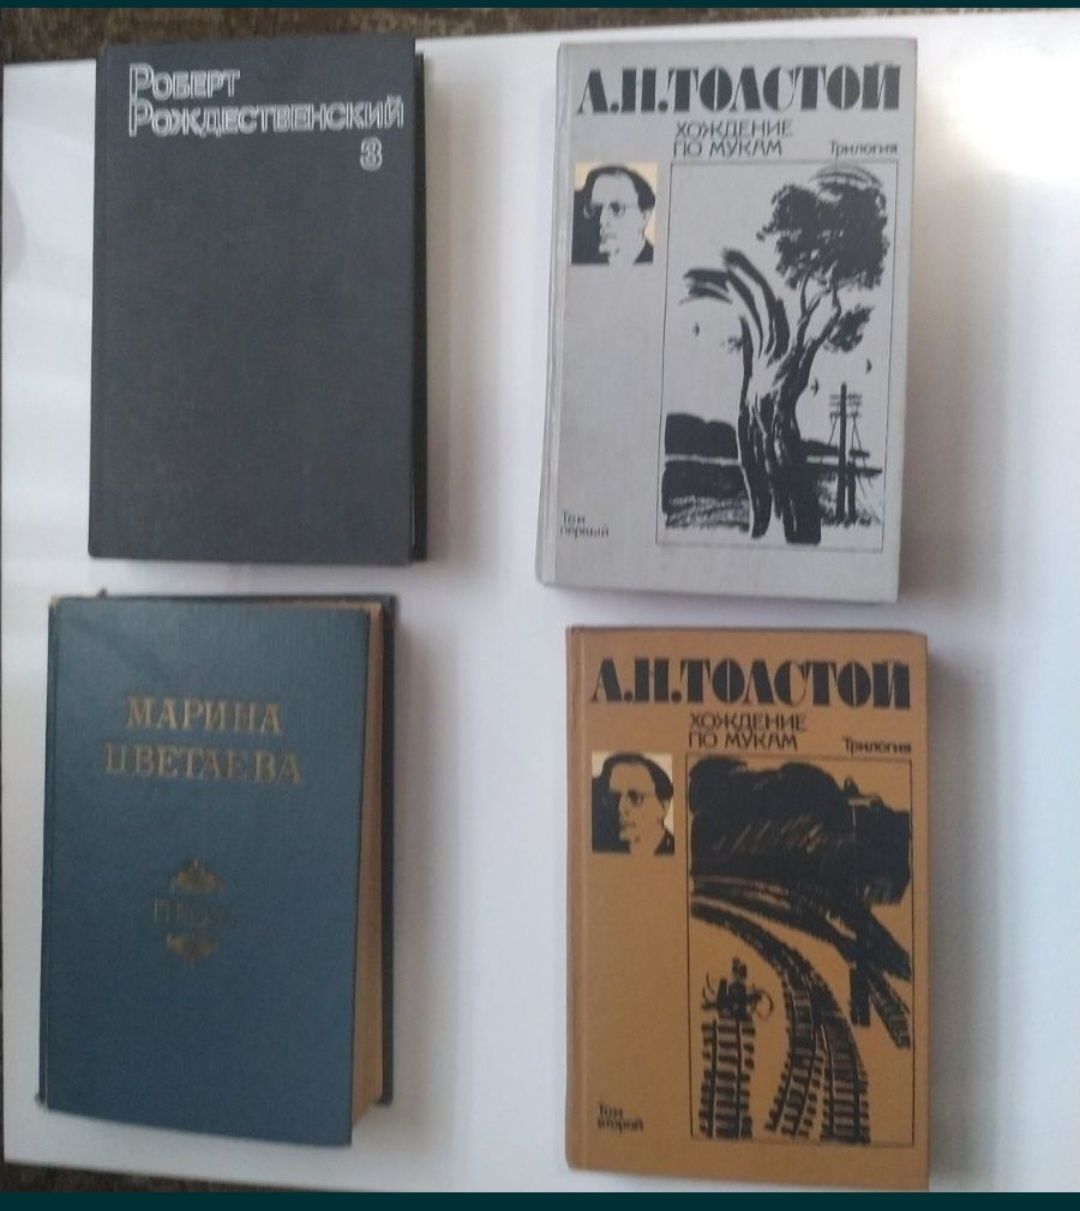 Роберт
Рождественский
3
А.Н.ТОЛСТОЙ
ХОЖДЕНИЕ
ПО МУКАМ
Трилогия
Том
первый
МАРИНА
ЦВЕТАЕВА
А.Н.ТОЛСТОЙ
ХОЖДЕНИЕ
ПО МУКАМ
Трилогия
Том
второй